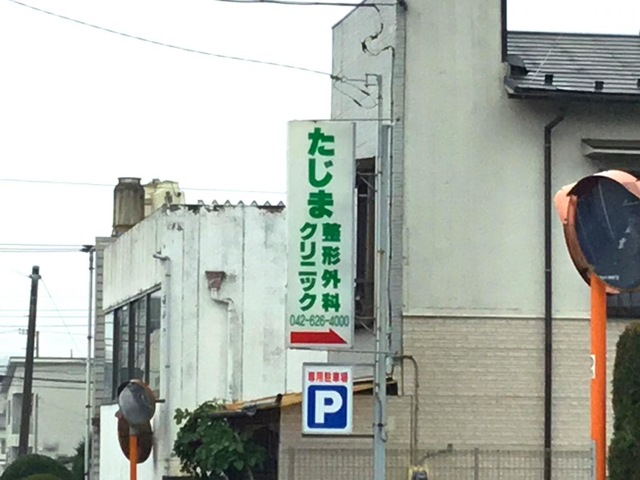 たじま
整形外科
クリニック
042-626-4000
専用駐車場
P